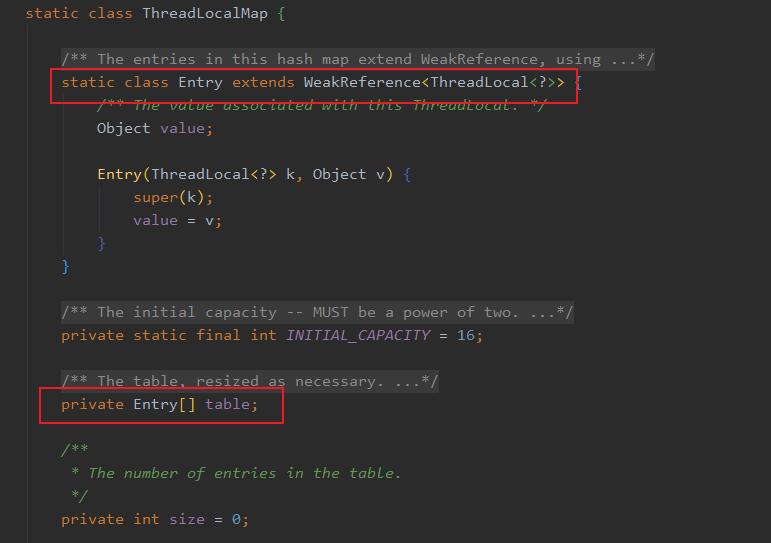 static class ThreadLocalMap {
/** The entries in this hash map extend WeakReference, using ...*/
static class Entry extends WeakReference<ThreadLocal<?>> {
/** The value associated with this ThreadLocal. */
Object value;
Entry(ThreadLocal<?> k, Object v) {
super(k);
value = v;
}
}
/** The initial capacity -- MUST be a power of two. ...*/
private static final int INITIAL_CAPACITY = 16;
/** The table, resized as necessary. ...*/
private Entry[] table;
/**
* The number of entries in the table.
*/
private int size = 0;